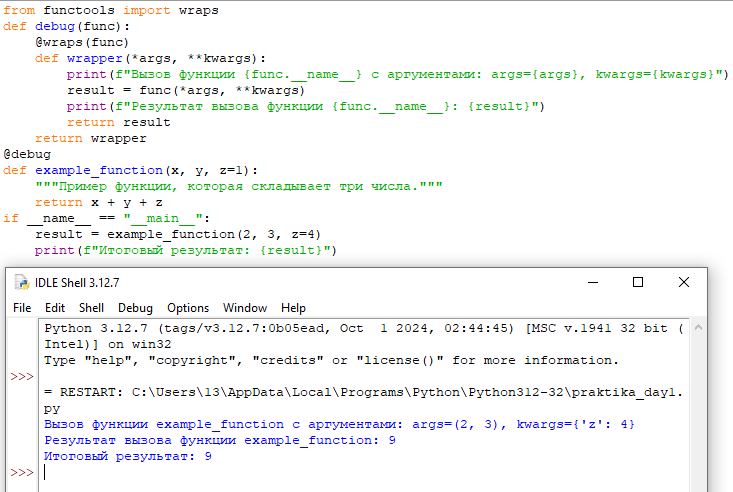 from functools import wraps
def debug(func):
    @wraps(func)
    def wrapper(*args, **kwargs):
        print(f"Вызов функции {func.__name__} с аргументами: args={args}, kwargs={kwargs}")
        result = func(*args, **kwargs)
        print(f"Результат вызова функции {func.__name__}: {result}")
        return result
    return wrapper
@debug
def example_function(x, y, z=1):
    """Пример функции, которая складывает три числа."""
    return x + y + z
if __name__ == "__main__":
    result = example_function(2, 3, z=4)
    print(f"Итоговый результат: {result}")
IDLE Shell 3.12.7
File Edit Shell Debug Options Window Help
Python 3.12.7 (tags/v3.12.7:0b05ead, Oct  1 2024, 02:44:45) [MSC v.1941 32 bit (
Intel)] on win32
Type "help", "copyright", "credits" or "license()" for more information.
>>>
= RESTART: C:\Users\13\AppData\Local\Programs\Python\Python312-32\praktika_day1.
py
Вызов функции example_function с аргументами: args=(2, 3), kwargs={'z': 4}
Результат вызова функции example_function: 9
Итоговый результат: 9
>>>